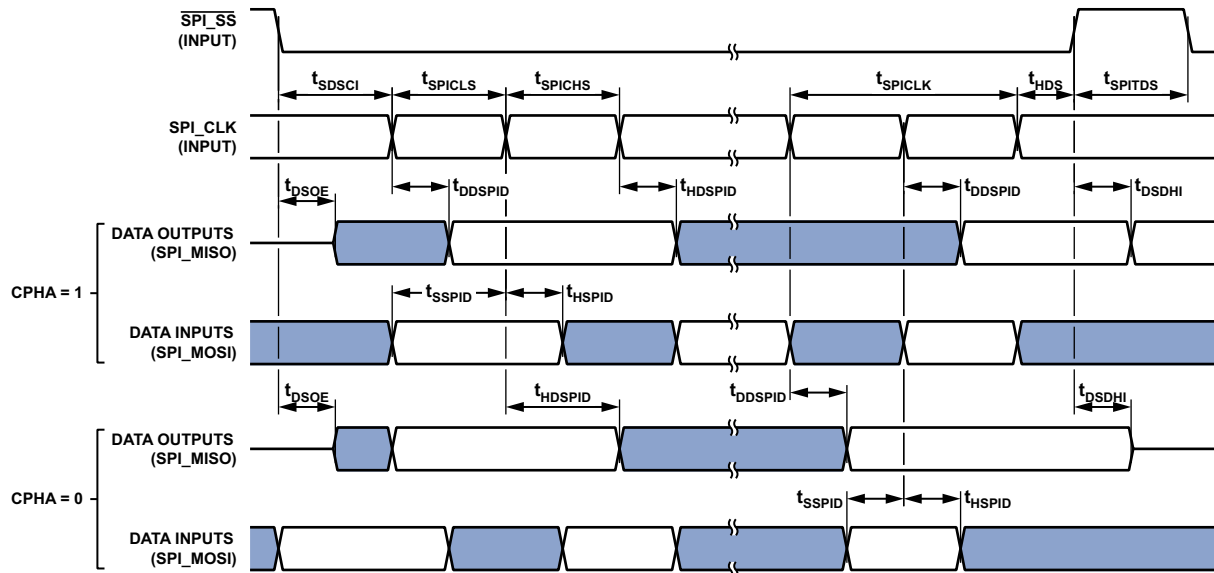 SPI_SS
(INPUT)
tSDSCI tSPICLS tSPICHS tSPICLK tHDS tSPITDS
SPI_CLK
(INPUT)
tDSOE tDDSPID tHDSPID tDDSPID tDSDHI
DATA OUTPUTS
(SPI_MISO)
CPHA = 1
tSSPID tHSPID
DATA INPUTS
(SPI_MOSI)
tDSOE tHDSPID tDDSPID tDSDHI
DATA OUTPUTS
(SPI_MISO)
CPHA = 0
tSSPID tHSPID
DATA INPUTS
(SPI_MOSI)